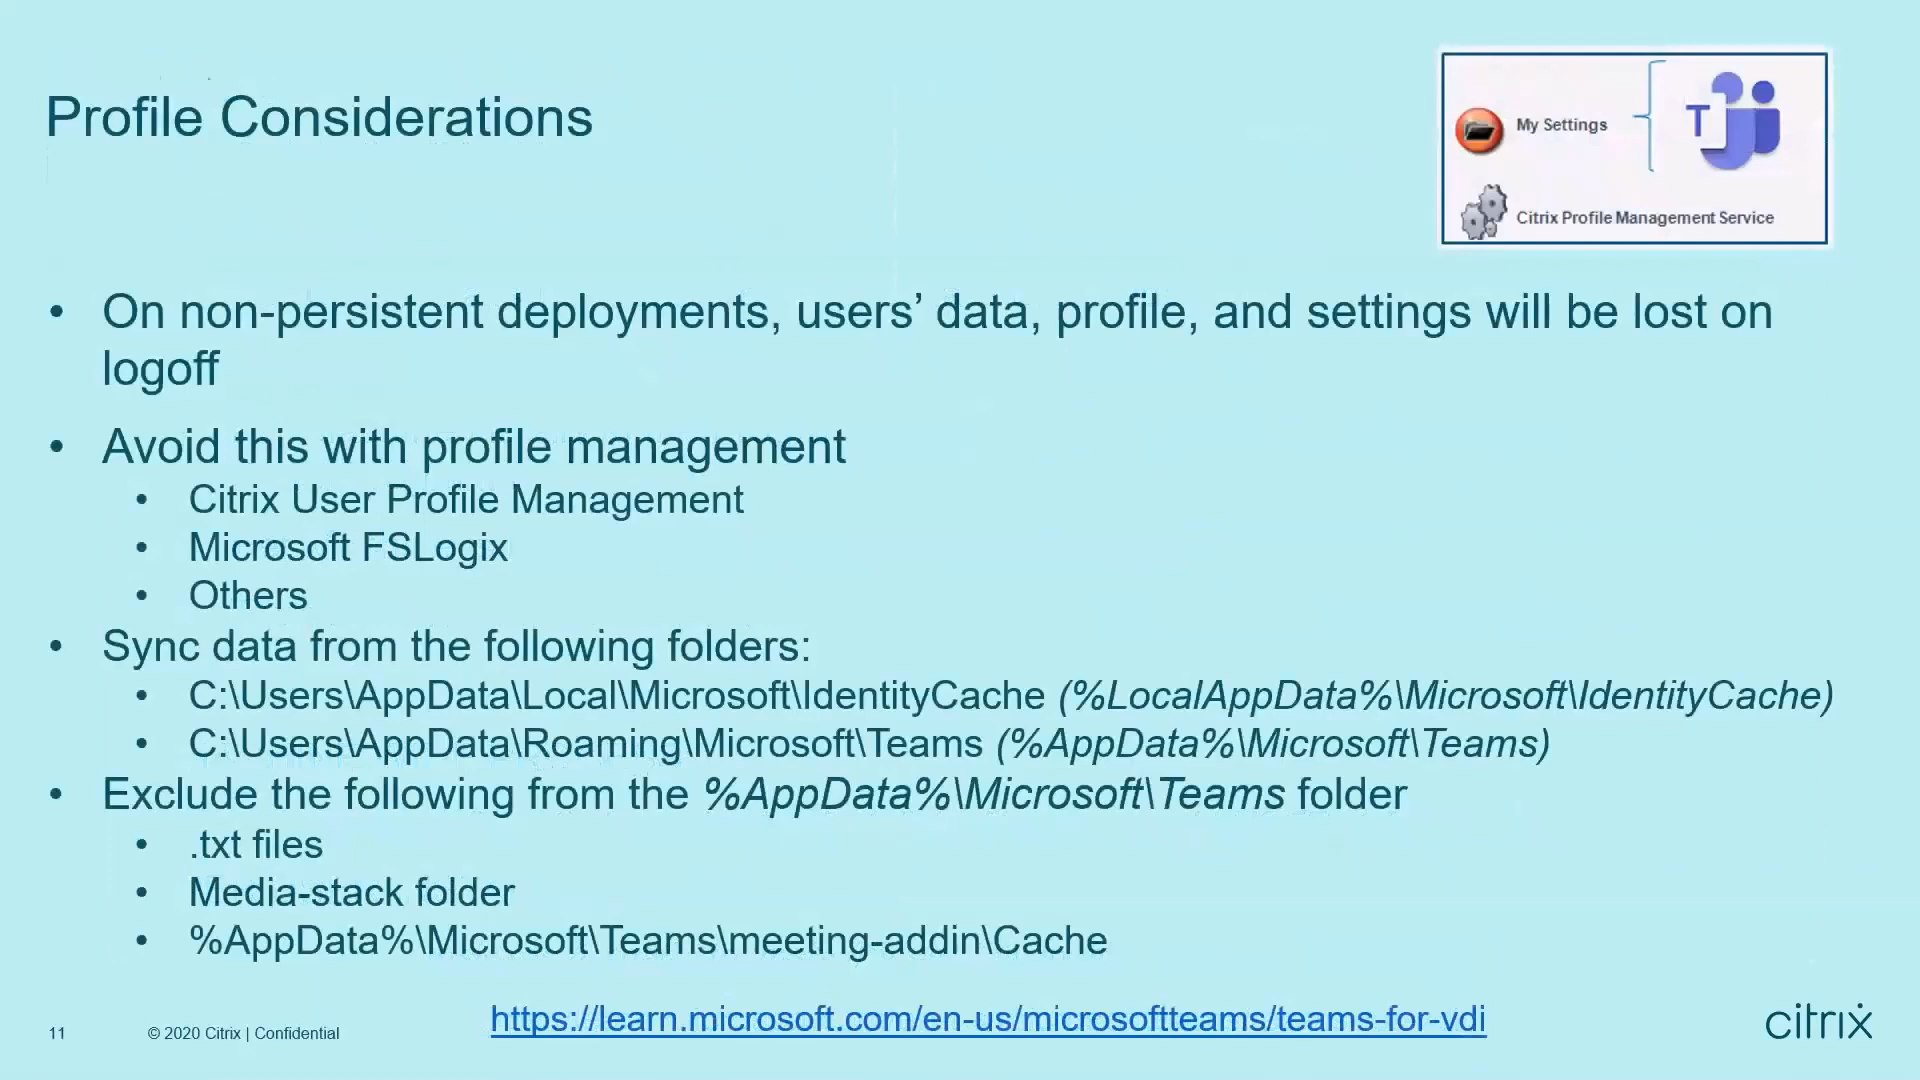 Profile Considerations
T
My Settings
Citrix Profile Management Service
• On non-persistent deployments, users’ data, profile, and settings will be lost on
logoff
• Avoid this with profile management
• Citrix User Profile Management
• Microsoft FSLogix
• Others
• Sync data from the following folders:
• C:\Users\AppData\Local\Microsoft\IdentityCache (%LocalAppData%\Microsoft\IdentityCache)
• C:\Users\AppData\Roaming\Microsoft\Teams (%AppData%\Microsoft\Teams)
• Exclude the following from the %AppData%\Microsoft\Teams folder
• .txt files
• Media-stack folder
• %AppData%\Microsoft\Teams\meeting-addin\Cache
11 © 2020 Citrix | Confidential https://learn.microsoft.com/en-us/microsoftteams/teams-for-vdi citrix